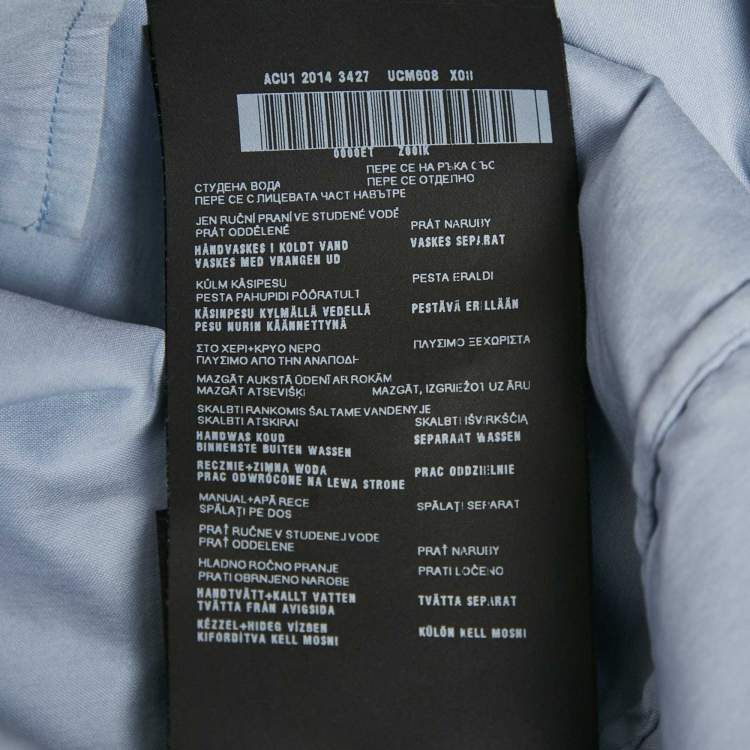 ACU1 2014 3427 UCM608
ПЕРЕ СЕ НА РЪКА СЪС
СТУДЕНА ВОДА ПЕРЕ СЕ ОТДЕЛНО
ПЕРЕ СЕ С ЛИЦЕВАТА ЧАСТ НАВЪТРЕ
JEN RUČNÍ PRANÍ VE STUDENÉ VODĚ
PRÁT ODDĚLENĚ PRÁT NARUBY
HÅNDVASKES I KOLDT VAND VASKES SEPARAT
VASKES MED VRANGEN UD
KÜLM KÄSIPESU PESTA ERALDI
PESTA PAHUPIDI PÖÖRATULT
KÄSINPESU KYLMÄLLÄ VEDELLÄ PESTÄVÄ ERILLÄÄN
PESU NURIN KÄÄNNETTYNÄ
ΣΤΟ ΧΕΡΙ+ΚΡΥΟ ΝΕΡΟ ΠΛΥΣΙΜΟ ΞΕΧΩΡΙΣΤΑ
ΠΛΥΣΙΜΟ ΑΠΟ ΤΗΝ ΑΝΑΠΟΔΗ
MAZGĀT AUKSTĀ ŪDENĪ AR ROKĀM
MAZGĀT ATSEVIŠĶI MAZGĀT, IZGRIEŽOT UZ ĀRU
SKALBTI RANKOMIS ŠALTAME VANDENYJE
SKALBTI ATSKIRAI SKALBTI IŠVIRKŠČIĄ
HANDWAS KOUD SEPARAAT WASSEN
BINNENSTE BUITEN WASSEN
RECZNIE+ZIMNA WODA PRAC ODDZIELNIE
PRAC ODWRÓCONE NA LEWA STRONE
MANUAL+APĂ RECE SPĂLAȚI SEPARAT
SPĂLAȚI PE DOS
PRAŤ RUČNE V STUDENEJ VODE
PRAŤ ODDELENE PRAŤ NARUBY
HLADNO ROČNO PRANJE PRATI LOČENO
PRATI OBRNJENO NAROBE
HANDTVÄTT+KALLT VATTEN TVÄTTA SEPARAT
TVÄTTA FRÅN AVIGSIDA
KÉZZEL+HIDEG VÍZBEN KÜLÖN KELL MOSNI
KIFORDÍTVA KELL MOSNI